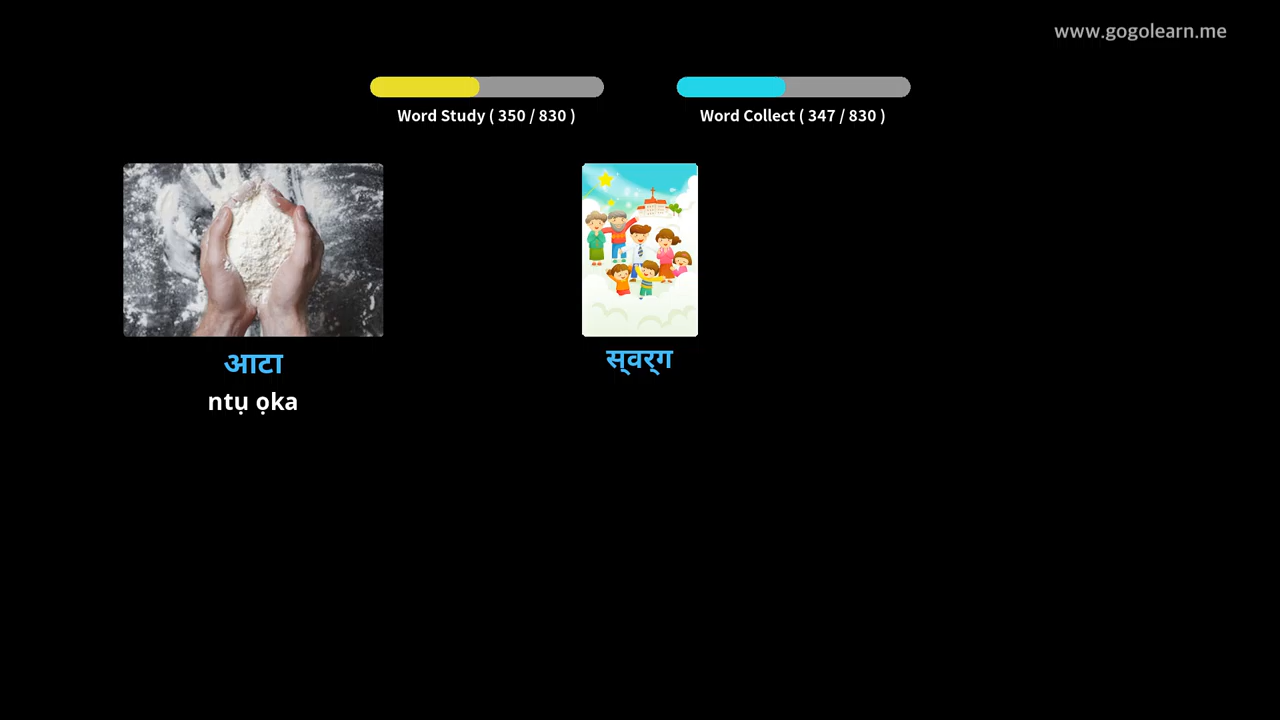 www.gogolearn.me
Word Study ( 350 / 830 )
Word Collect ( 347 / 830 )
आटा
ntụ ọka
स्वर्ग